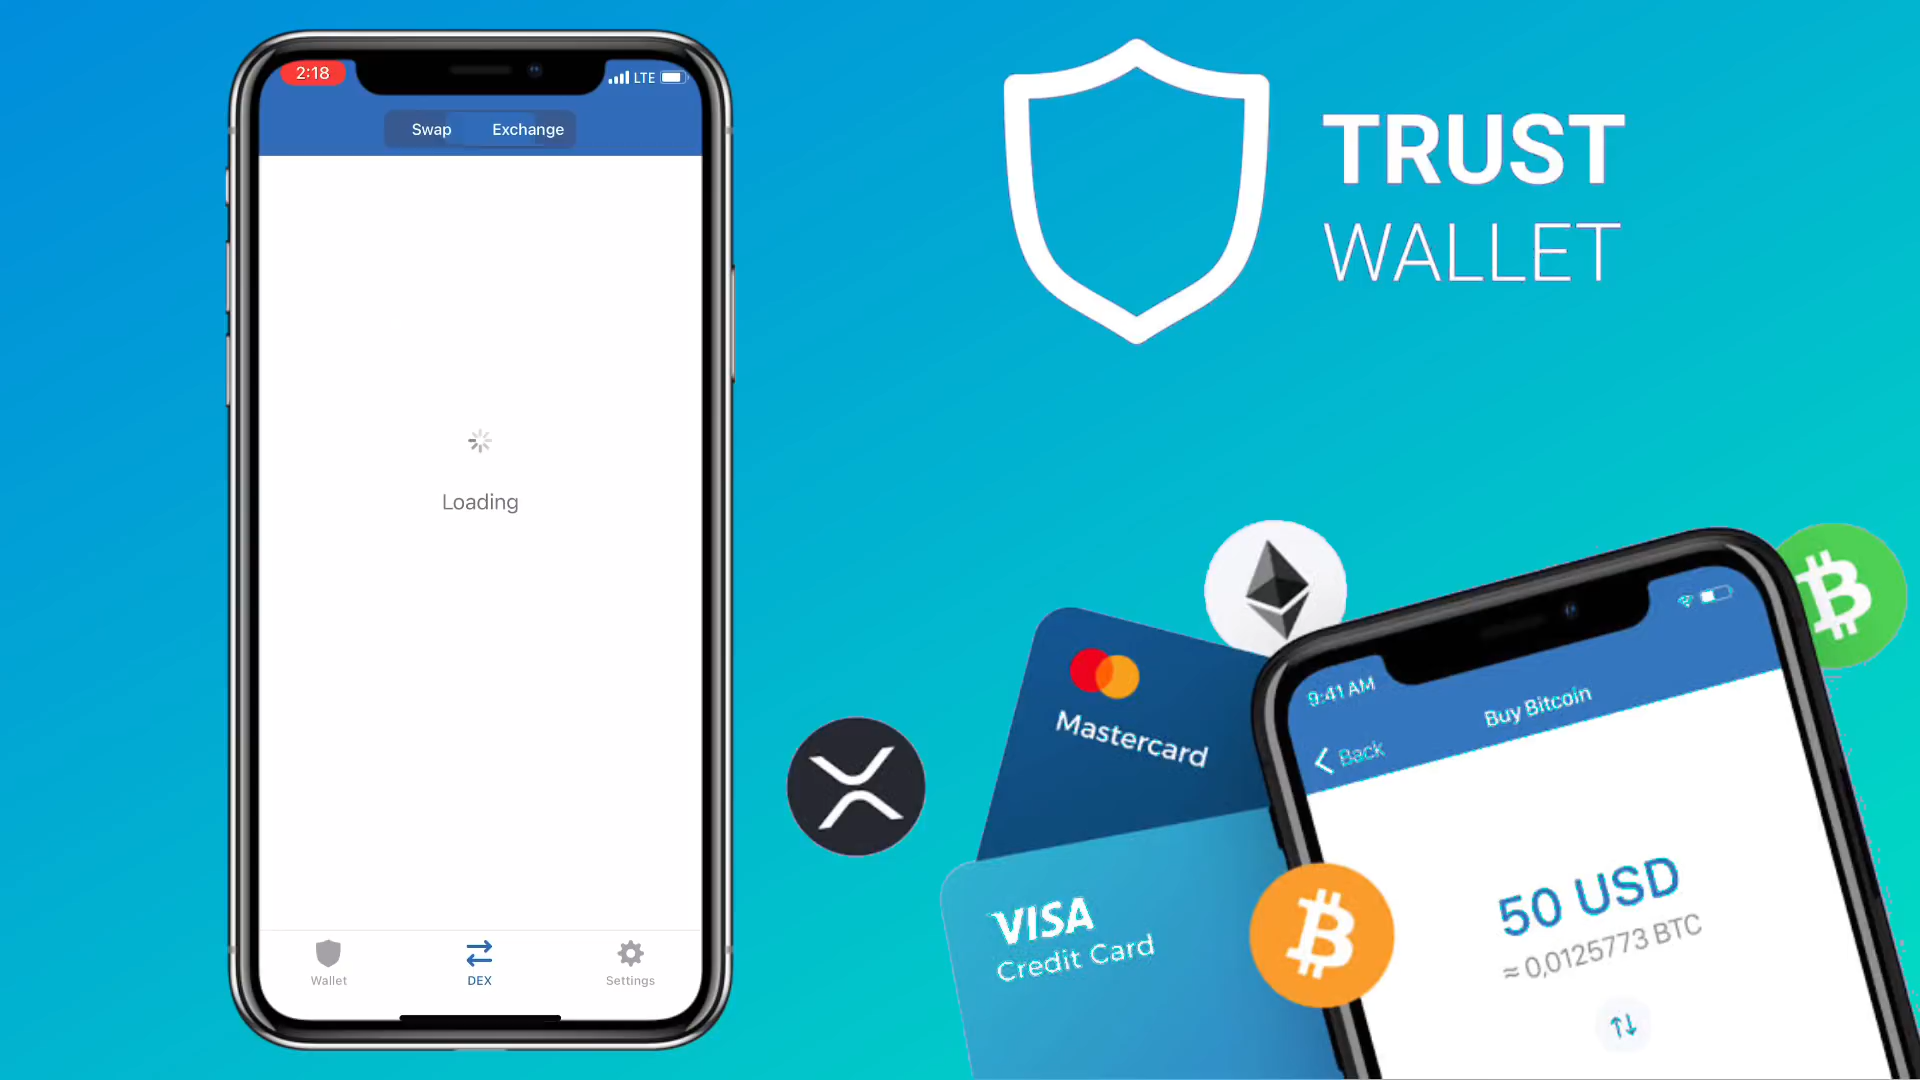 2:18
LTE
Swap
Exchange
Loading
Wallet
DEX
Settings
TRUST
WALLET
Mastercard
VISA
Credit Card
9:41 AM
Buy Bitcoin
Back
50 USD
≈ 0,0125773 BTC